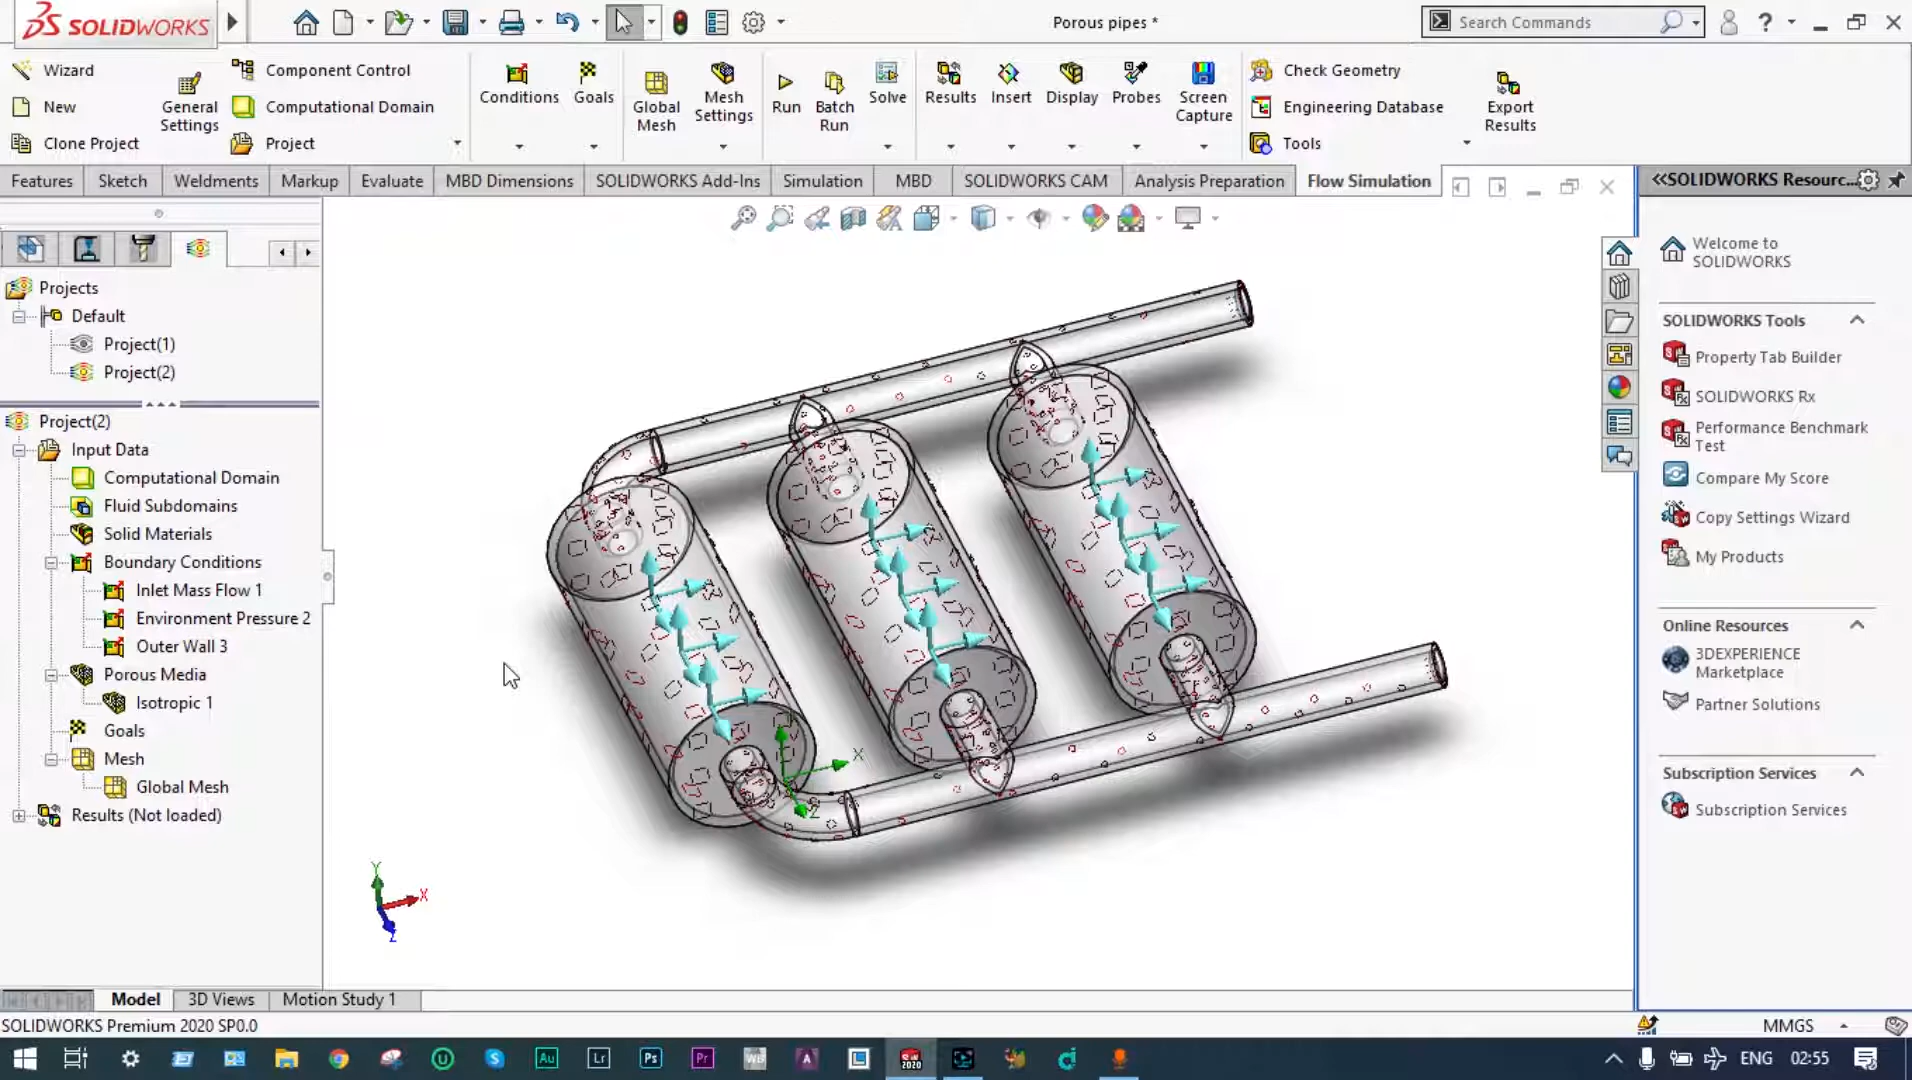 SOLIDWORKS
Porous pipes *
Search Commands
Wizard
New
Clone Project
General
Settings
Component Control
Computational Domain
Project
Conditions
Goals
Global
Mesh
Mesh
Settings
Run
Batch
Run
Solve
Results
Insert
Display
Probes
Screen
Capture
Check Geometry
Engineering Database
Tools
Export
Results
Features
Sketch
Weldments
Markup
Evaluate
MBD Dimensions
SOLIDWORKS Add-Ins
Simulation
MBD
SOLIDWORKS CAM
Analysis Preparation
Flow Simulation
Projects
Default
Project(1)
Project(2)
Project(2)
Input Data
Computational Domain
Fluid Subdomains
Solid Materials
Boundary Conditions
Inlet Mass Flow 1
Environment Pressure 2
Outer Wall 3
Porous Media
Isotropic 1
Goals
Mesh
Global Mesh
Results (Not loaded)
X
Z
Y
X
Z
«SOLIDWORKS Resourc...
Welcome to
SOLIDWORKS
SOLIDWORKS Tools
Property Tab Builder
SOLIDWORKS Rx
Performance Benchmark
Test
Compare My Score
Copy Settings Wizard
My Products
Online Resources
3DEXPERIENCE
Marketplace
Partner Solutions
Subscription Services
Subscription Services
Model
3D Views
Motion Study 1
SOLIDWORKS Premium 2020 SP0.0
MMGS
Au
Lr
Ps
Pr
WB
A
SW
2020
ENG
02:55